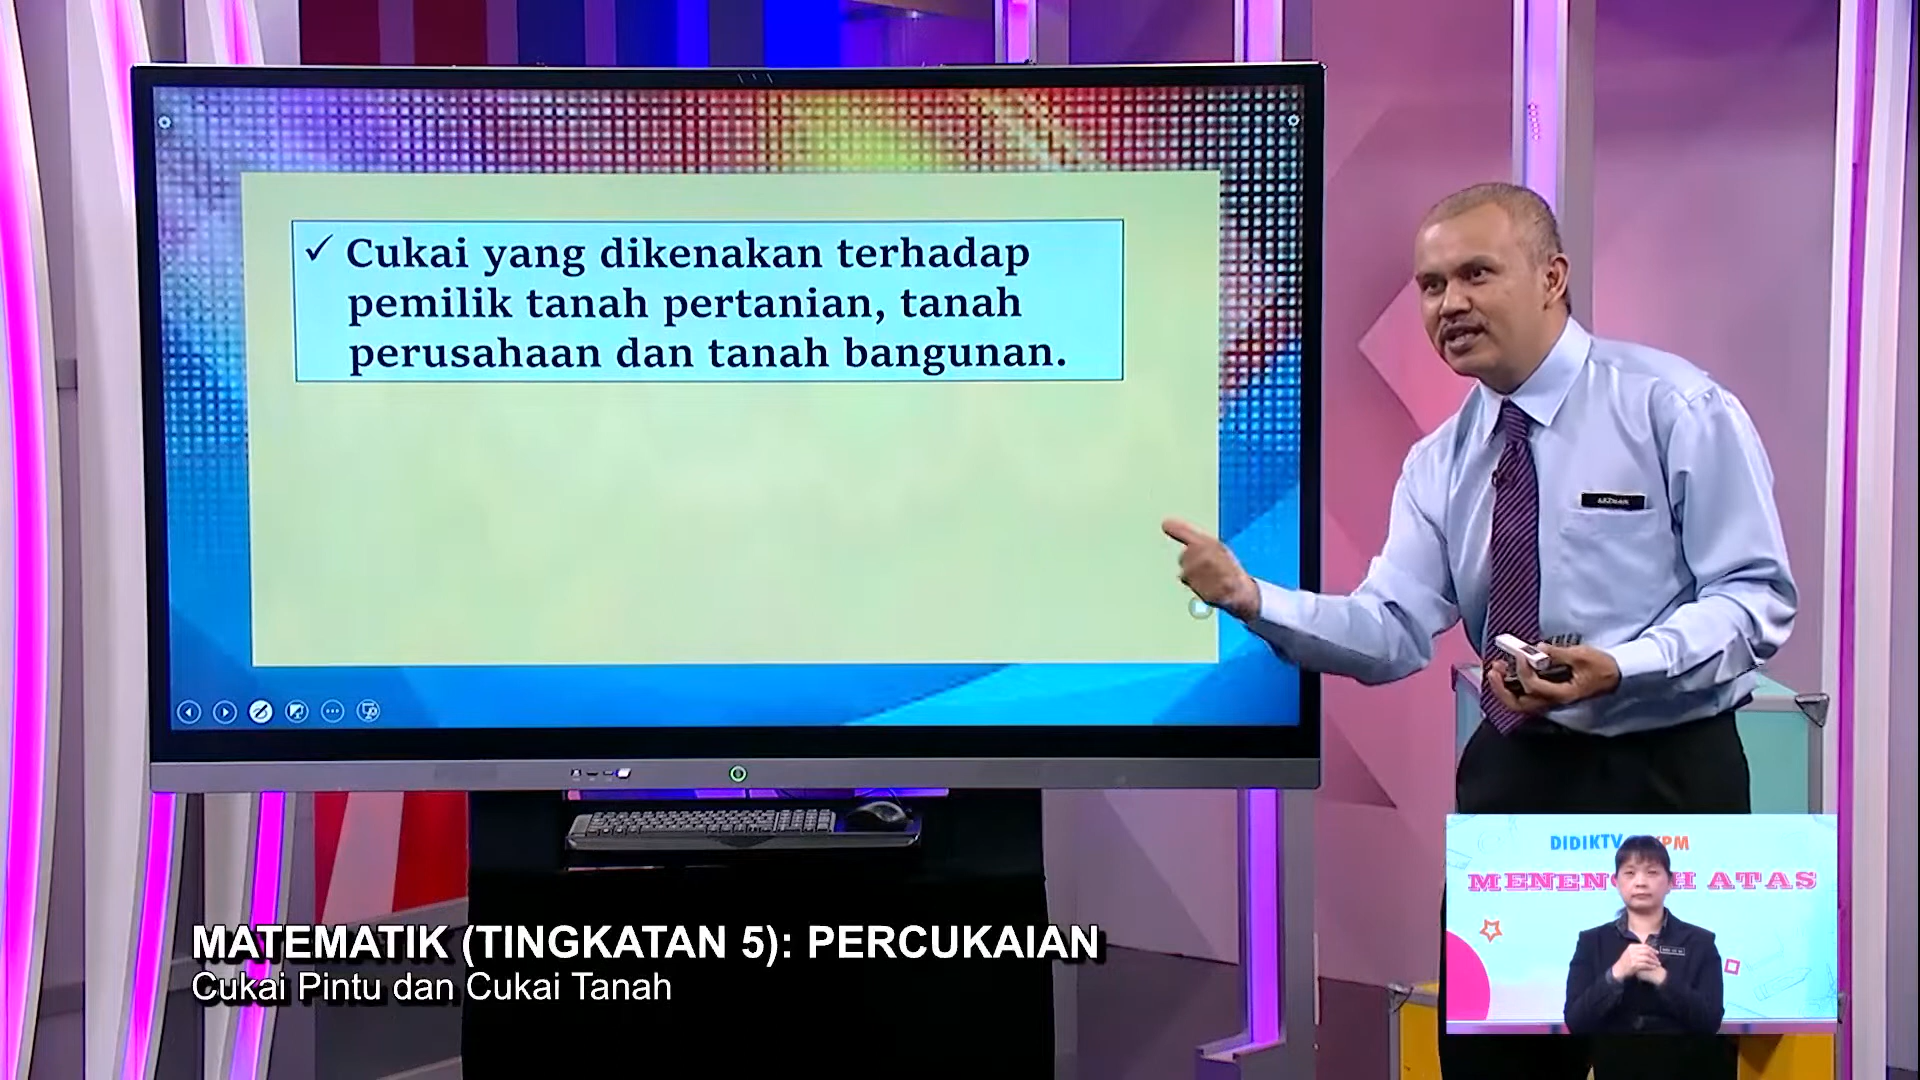 ✓ Cukai yang dikenakan terhadap
pemilik tanah pertanian, tanah
perusahaan dan tanah bangunan.
MATEMATIK (TINGKATAN 5): PERCUKAIAN
Cukai Pintu dan Cukai Tanah
DIDIKTV
ATAS